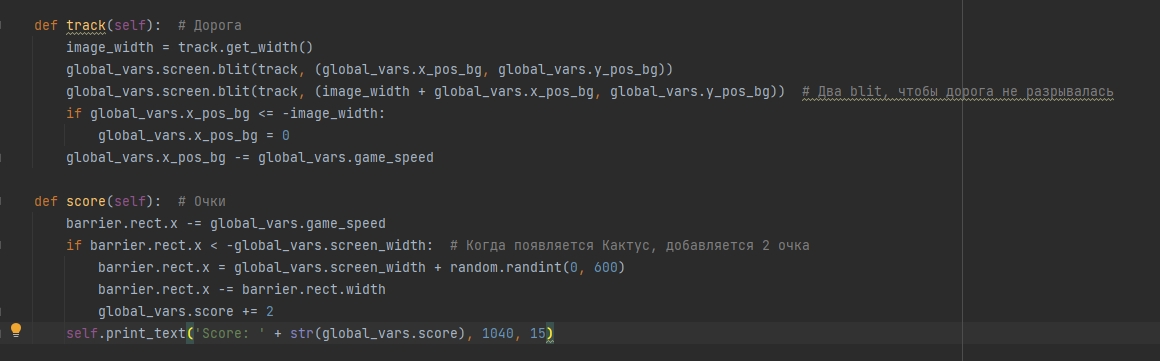 def track(self):  # Дорога
    image_width = track.get_width()
    global_vars.screen.blit(track, (global_vars.x_pos_bg, global_vars.y_pos_bg))
    global_vars.screen.blit(track, (image_width + global_vars.x_pos_bg, global_vars.y_pos_bg))  # Два blit, чтобы дорога не разрывалась
    if global_vars.x_pos_bg <= -image_width:
        global_vars.x_pos_bg = 0
    global_vars.x_pos_bg -= global_vars.game_speed

def score(self):  # Очки
    barrier.rect.x -= global_vars.game_speed
    if barrier.rect.x < -global_vars.screen_width:  # Когда появляется Кактус, добавляется 2 очка
        barrier.rect.x = global_vars.screen_width + random.randint(0, 600)
        barrier.rect.x -= barrier.rect.width
        global_vars.score += 2
    self.print_text('Score: ' + str(global_vars.score), 1040, 15)